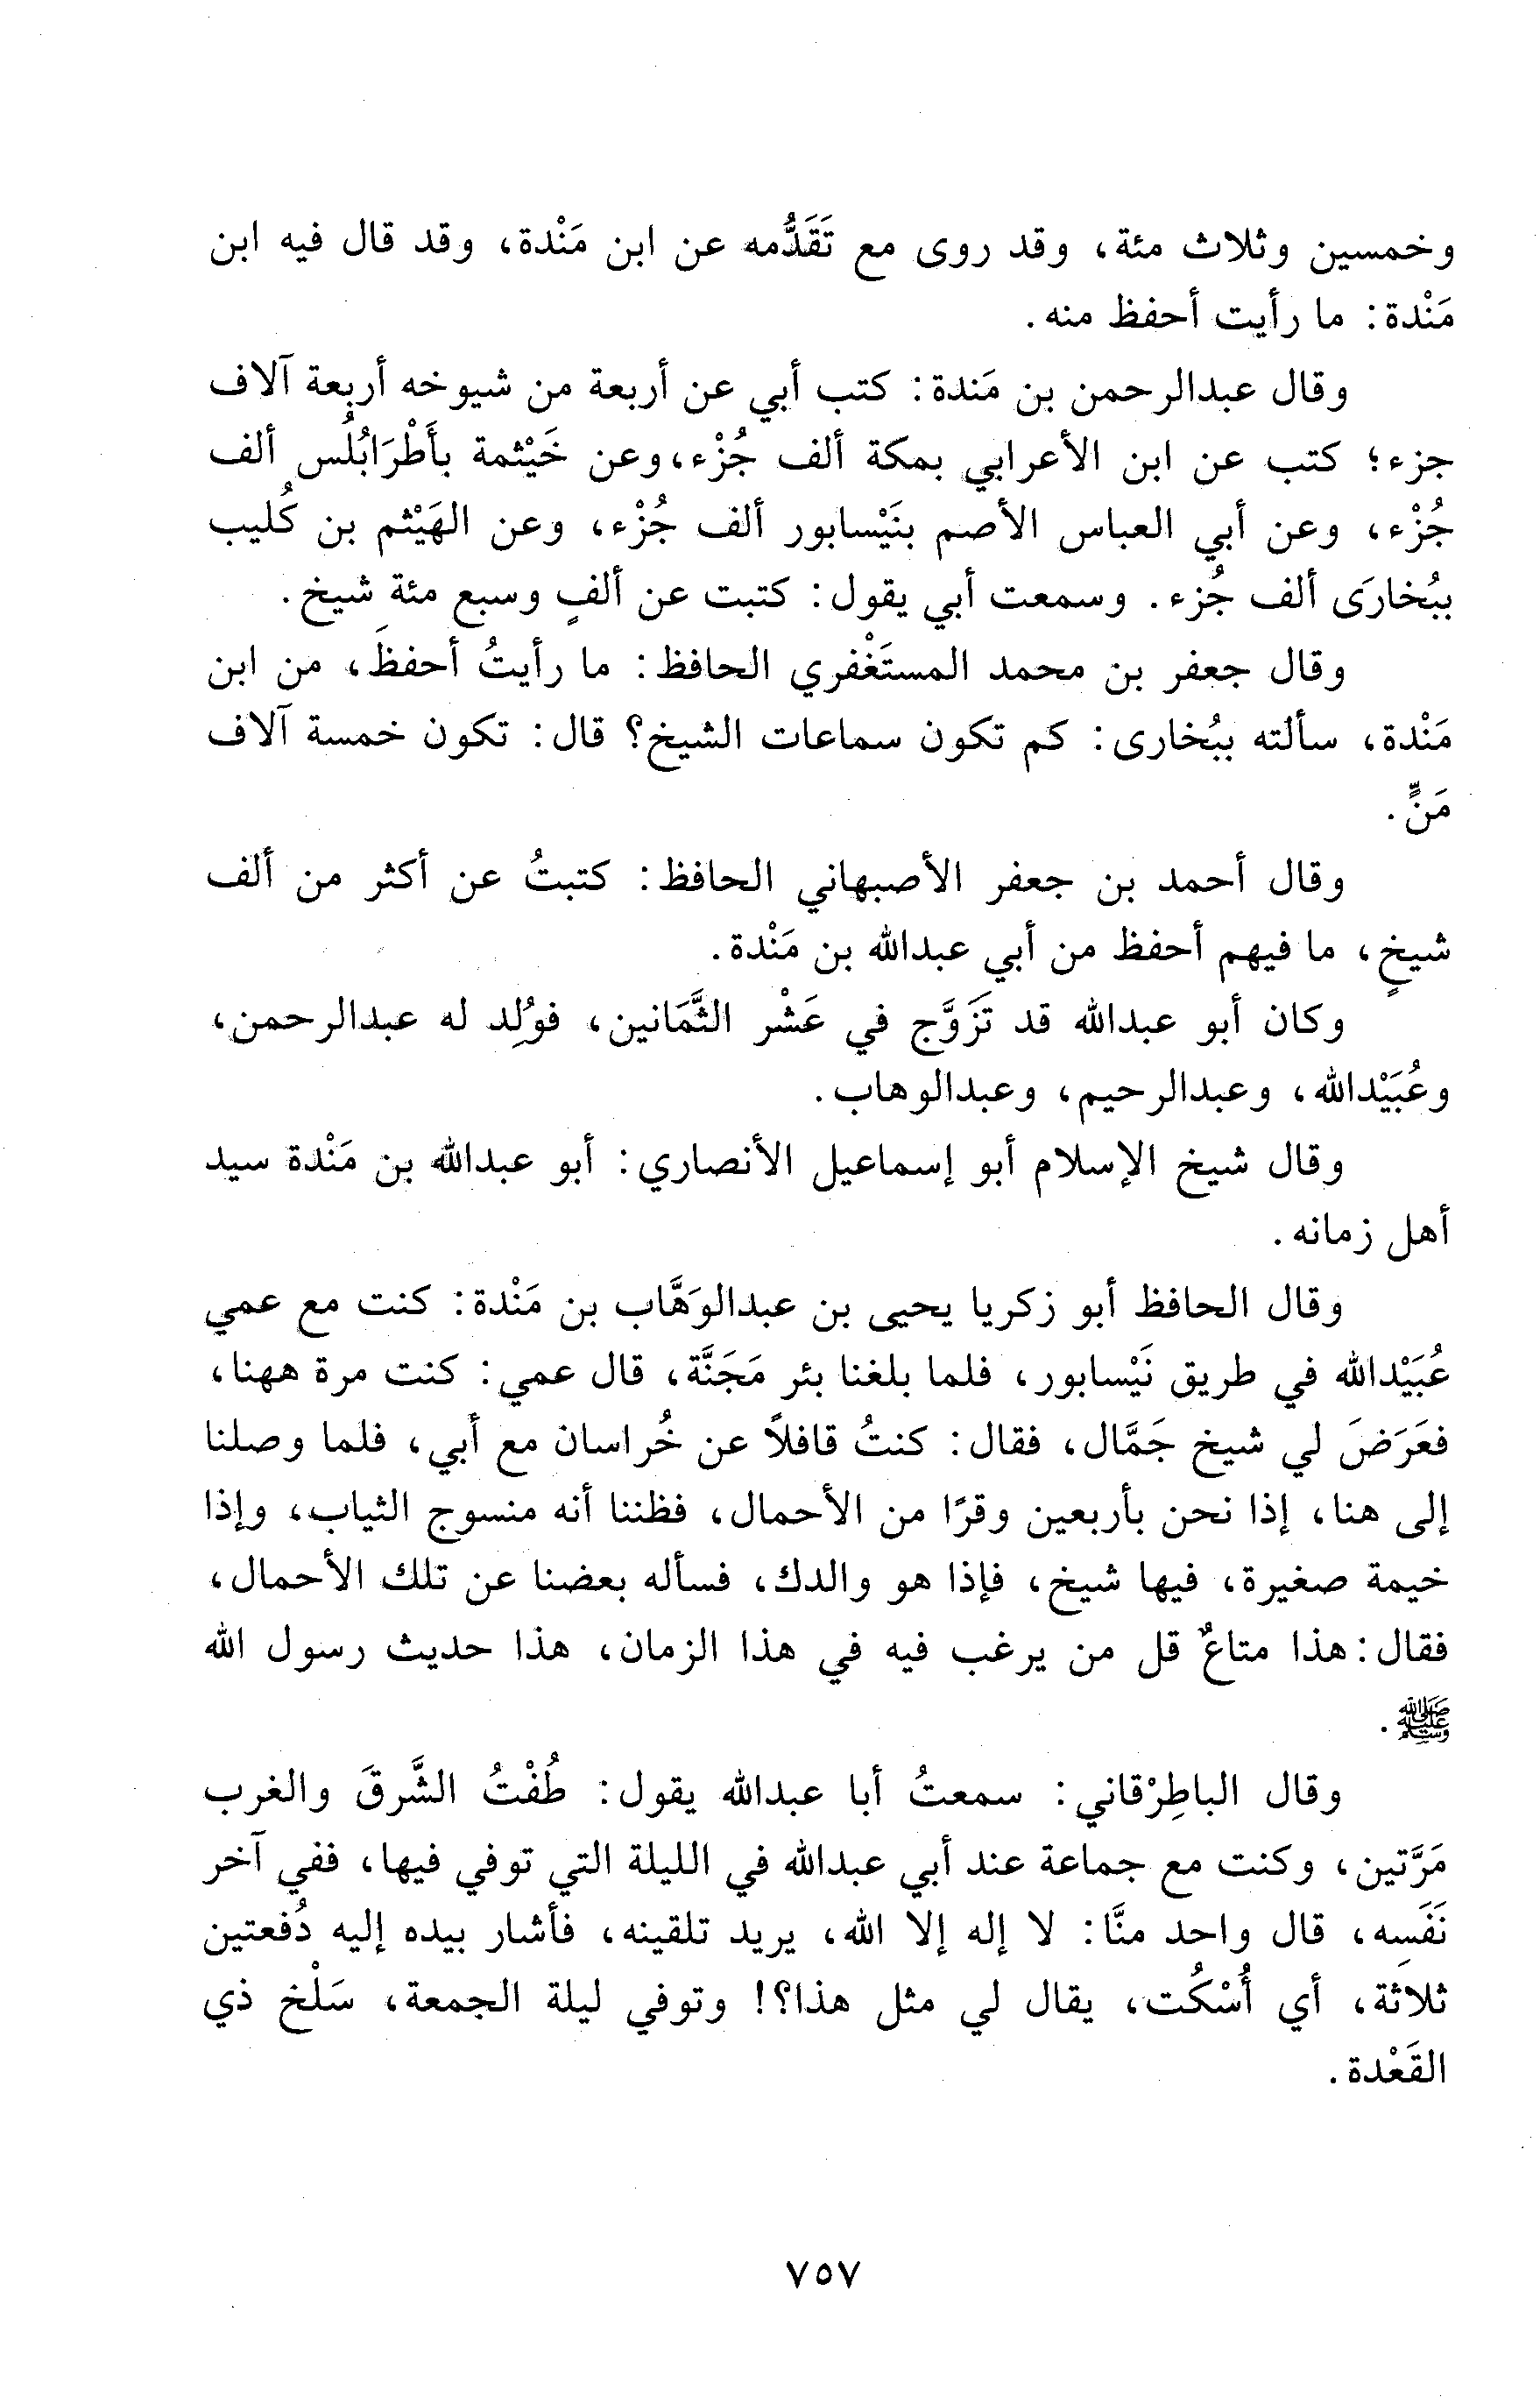 وخمسين وثلاث مئة، وقد روى مع تَقَدُّمه عن ابن مَنْدة، وقد قال فيه ابن
مَنْدة: ما رأيت أحفظ منه.
وقال عبدالرحمن بن مَندة: كتب أبي عن أربعة من شيوخه أربعة آلاف
جزء؛ كتب عن ابن الأعرابي بمكة ألف جُزْء، وعن خَيْثمة بأَطْرَابُلُس ألف
جُزْء، وعن أبي العباس الأصم بنَيْسابور ألف جُزْء، وعن الهَيْثم بن كُليب
ببُخارَى ألف جُزء. وسمعت أبي يقول: كتبت عن ألفٍ وسبع مئة شيخ.
وقال جعفر بن محمد المستَغْفري الحافظ: ما رأيتُ أحفظَ، من ابن
مَنْدة، سألته ببُخارى: كم تكون سماعات الشيخ؟ قال: تكون خمسة آلاف
مَنٍّ.
وقال أحمد بن جعفر الأصبهاني الحافظ: كتبتُ عن أكثر من ألف
شيخٍ، ما فيهم أحفظ من أبي عبدالله بن مَنْدة.
وكان أبو عبدالله قد تَزَوَّج في عَشْر الثَّمَانين، فوُلِد له عبدالرحمن،
وعُبَيْدالله، وعبدالرحيم، وعبدالوهاب.
وقال شيخ الإسلام أبو إسماعيل الأنصاري: أبو عبدالله بن مَنْدة سيد
أهل زمانه.
وقال الحافظ أبو زكريا يحيى بن عبدالوَهَّاب بن مَنْدة: كنت مع عمي
عُبَيْدالله في طريق نَيْسابور، فلما بلغنا بئر مَجَنَّة، قال عمي: كنت مرة ههنا،
فعَرَضَ لي شيخ جَمَّال، فقال: كنتُ قافلاً عن خُراسان مع أبي، فلما وصلنا
إلى هنا، إذا نحن بأربعين وقرًا من الأحمال، فظننا أنه منسوج الثياب، وإذا
خيمة صغيرة، فيها شيخ، فإذا هو والدك، فسأله بعضنا عن تلك الأحمال،
فقال: هذا متاعٌ قل من يرغب فيه في هذا الزمان، هذا حديث رسول الله
ﷺ.
وقال الباطِرْقاني: سمعتُ أبا عبدالله يقول: طُفْتُ الشَّرقَ والغرب
مَرَّتين، وكنت مع جماعة عند أبي عبدالله في الليلة التي توفي فيها، ففي آخر
نَفَسِه، قال واحد منَّا: لا إله إلا الله، يريد تلقينه، فأشار بيده إليه دُفعتين
ثلاثة، أي أُسْكُت، يقال لي مثل هذا؟! وتوفي ليلة الجمعة، سَلْخ ذي
القَعْدة.
٧٥٧